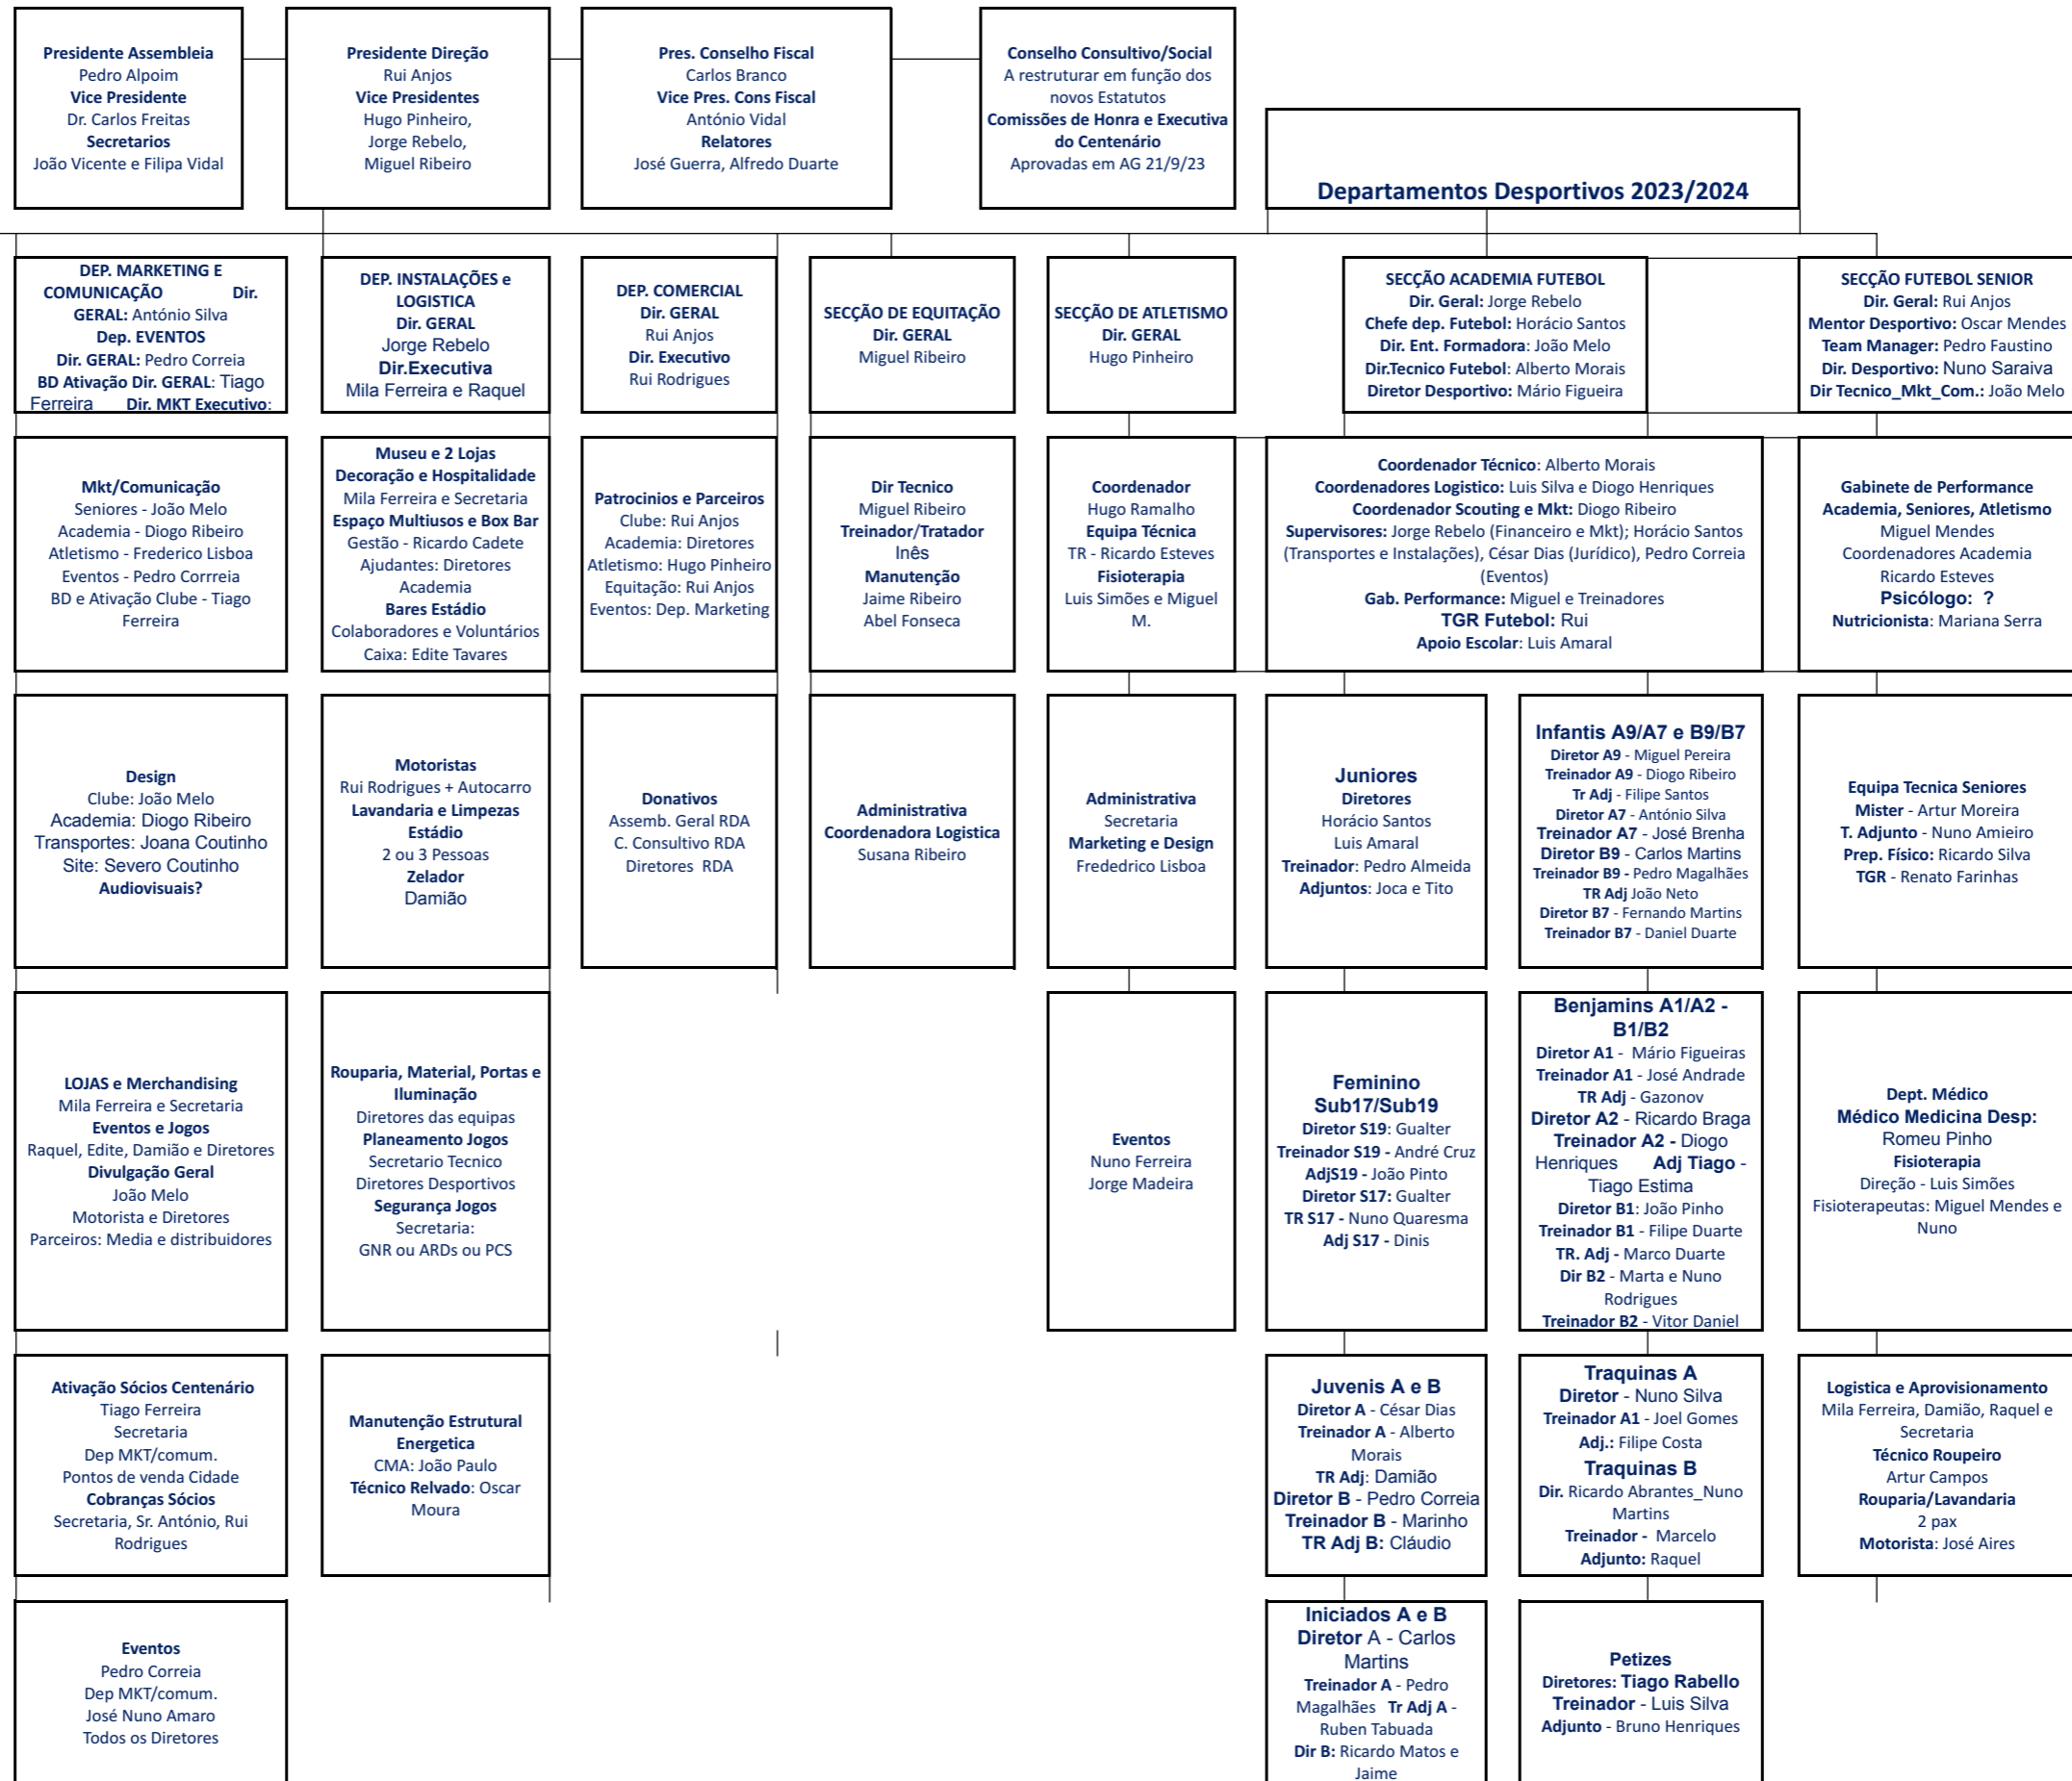 Presidente Assembleia
Pedro Alpoim
Vice Presidente
Dr. Carlos Freitas
Secretarios
João Vicente e Filipa Vidal
Presidente Direção
Rui Anjos
Vice Presidentes
Hugo Pinheiro,
Jorge Rebelo,
Miguel Ribeiro
Pres. Conselho Fiscal
Carlos Branco
Vice Pres. Cons Fiscal
António Vidal
Relatores
José Guerra, Alfredo Duarte
Conselho Consultivo/Social
A restruturar em função dos
novos Estatutos
Comissões de Honra e Executiva
do Centenário
Aprovadas em AG 21/9/23
Departamentos Desportivos 2023/2024
DEP. MARKETING E
COMUNICAÇÃO Dir.
GERAL: António Silva
Dep. EVENTOS
Dir. GERAL: Pedro Correia
BD Ativação Dir. GERAL: Tiago
Ferreira Dir. MKT Executivo:
DEP. INSTALAÇÕES e
LOGISTICA
Dir. GERAL
Jorge Rebelo
Dir.Executiva
Mila Ferreira e Raquel
DEP. COMERCIAL
Dir. GERAL
Rui Anjos
Dir. Executivo
Rui Rodrigues
SECÇÃO DE EQUITAÇÃO
Dir. GERAL
Miguel Ribeiro
SECÇÃO DE ATLETISMO
Dir. GERAL
Hugo Pinheiro
SECÇÃO ACADEMIA FUTEBOL
Dir. Geral: Jorge Rebelo
Chefe dep. Futebol: Horácio Santos
Dir. Ent. Formadora: João Melo
Dir.Tecnico Futebol: Alberto Morais
Diretor Desportivo: Mário Figueira
SECÇÃO FUTEBOL SENIOR
Dir. Geral: Rui Anjos
Mentor Desportivo: Oscar Mendes
Team Manager: Pedro Faustino
Dir. Desportivo: Nuno Saraiva
Dir Tecnico_Mkt_Com.: João Melo
Mkt/Comunicação
Seniores - João Melo
Academia - Diogo Ribeiro
Atletismo - Frederico Lisboa
Eventos - Pedro Corrreia
BD e Ativação Clube - Tiago
Ferreira
Museu e 2 Lojas
Decoração e Hospitalidade
Mila Ferreira e Secretaria
Espaço Multiusos e Box Bar
Gestão - Ricardo Cadete
Ajudantes: Diretores
Academia
Bares Estádio
Colaboradores e Voluntários
Caixa: Edite Tavares
Patrocinios e Parceiros
Clube: Rui Anjos
Academia: Diretores
Atletismo: Hugo Pinheiro
Equitação: Rui Anjos
Eventos: Dep. Marketing
Dir Tecnico
Miguel Ribeiro
Treinador/Tratador
Inês
Manutenção
Jaime Ribeiro
Abel Fonseca
Coordenador
Hugo Ramalho
Equipa Técnica
TR - Ricardo Esteves
Fisioterapia
Luis Simões e Miguel
M.
Coordenador Técnico: Alberto Morais
Coordenadores Logistico: Luis Silva e Diogo Henriques
Coordenador Scouting e Mkt: Diogo Ribeiro
Supervisores: Jorge Rebelo (Financeiro e Mkt); Horácio Santos
(Transportes e Instalações), César Dias (Jurídico), Pedro Correia
(Eventos)
Gab. Performance: Miguel e Treinadores
TGR Futebol: Rui
Apoio Escolar: Luis Amaral
Gabinete de Performance
Academia, Seniores, Atletismo
Miguel Mendes
Coordenadores Academia
Ricardo Esteves
Psicólogo: ?
Nutricionista: Mariana Serra
Design
Clube: João Melo
Academia: Diogo Ribeiro
Transportes: Joana Coutinho
Site: Severo Coutinho
Audiovisuais?
Motoristas
Rui Rodrigues + Autocarro
Lavandaria e Limpezas
Estádio
2 ou 3 Pessoas
Zelador
Damião
Donativos
Assemb. Geral RDA
C. Consultivo RDA
Diretores RDA
Administrativa
Coordenadora Logistica
Susana Ribeiro
Administrativa
Secretaria
Marketing e Design
Frededrico Lisboa
Juniores
Diretores
Horácio Santos
Luis Amaral
Treinador: Pedro Almeida
Adjuntos: Joca e Tito
Infantis A9/A7 e B9/B7
Diretor A9 - Miguel Pereira
Treinador A9 - Diogo Ribeiro
Tr Adj - Filipe Santos
Diretor A7 - António Silva
Treinador A7 - José Brenha
Diretor B9 - Carlos Martins
Treinador B9 - Pedro Magalhães
TR Adj João Neto
Diretor B7 - Fernando Martins
Treinador B7 - Daniel Duarte
Equipa Tecnica Seniores
Mister - Artur Moreira
T. Adjunto - Nuno Amieiro
Prep. Físico: Ricardo Silva
TGR - Renato Farinhas
LOJAS e Merchandising
Mila Ferreira e Secretaria
Eventos e Jogos
Raquel, Edite, Damião e Diretores
Divulgação Geral
João Melo
Motorista e Diretores
Parceiros: Media e distribuidores
Rouparia, Material, Portas e
Iluminação
Diretores das equipas
Planeamento Jogos
Secretario Tecnico
Diretores Desportivos
Segurança Jogos
Secretaria:
GNR ou ARDs ou PCS
Eventos
Nuno Ferreira
Jorge Madeira
Feminino
Sub17/Sub19
Diretor S19: Gualter
Treinador S19 - André Cruz
AdjS19 - João Pinto
Diretor S17: Gualter
TR S17 - Nuno Quaresma
Adj S17 - Dinis
Benjamins A1/A2 -
B1/B2
Diretor A1 - Mário Figueiras
Treinador A1 - José Andrade
TR Adj - Gazonov
Diretor A2 - Ricardo Braga
Treinador A2 - Diogo
Henriques Adj Tiago -
Tiago Estima
Diretor B1: João Pinho
Treinador B1 - Filipe Duarte
TR. Adj - Marco Duarte
Dir B2 - Marta e Nuno
Rodrigues
Treinador B2 - Vitor Daniel
Dept. Médico
Médico Medicina Desp:
Romeu Pinho
Fisioterapia
Direção - Luis Simões
Fisioterapeutas: Miguel Mendes e
Nuno
Ativação Sócios Centenário
Tiago Ferreira
Secretaria
Dep MKT/comum.
Pontos de venda Cidade
Cobranças Sócios
Secretaria, Sr. António, Rui
Rodrigues
Manutenção Estrutural
Energetica
CMA: João Paulo
Técnico Relvado: Oscar
Moura
Juvenis A e B
Diretor A - César Dias
Treinador A - Alberto
Morais
TR Adj: Damião
Diretor B - Pedro Correia
Treinador B - Marinho
TR Adj B: Cláudio
Traquinas A
Diretor - Nuno Silva
Treinador A1 - Joel Gomes
Adj.: Filipe Costa
Traquinas B
Dir. Ricardo Abrantes_Nuno
Martins
Treinador - Marcelo
Adjunto: Raquel
Logistica e Aprovisionamento
Mila Ferreira, Damião, Raquel e
Secretaria
Técnico Roupeiro
Artur Campos
Rouparia/Lavandaria
2 pax
Motorista: José Aires
Eventos
Pedro Correia
Dep MKT/comum.
José Nuno Amaro
Todos os Diretores
Iniciados A e B
Diretor A - Carlos
Martins
Treinador A - Pedro
Magalhães Tr Adj A -
Ruben Tabuada
Dir B: Ricardo Matos e
Jaime
Petizes
Diretores: Tiago Rabello
Treinador - Luis Silva
Adjunto - Bruno Henriques